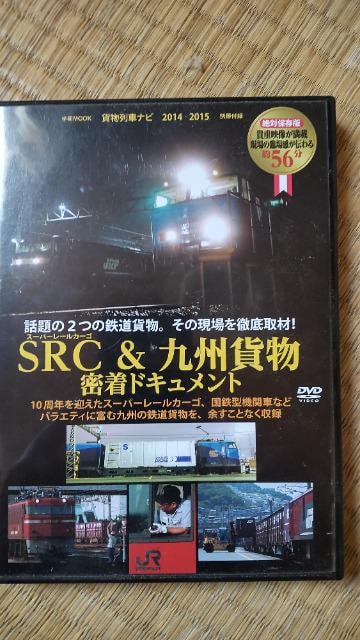 学研MOOK 貨物列車ナビ 2014-2015 別冊付録
絶対保存版
貴重映像が満載
現場の臨場感が伝わる
約56分
話題の2つの鉄道貨物。その現場を徹底取材!
スーパーレールカーゴ
SRC & 九州貨物
密着ドキュメント
DVD
VIDEO
10周年を迎えたスーパーレールカーゴ、国鉄型機関車など
バラエティに富む九州の鉄道貨物を、余すことなく収録
JR